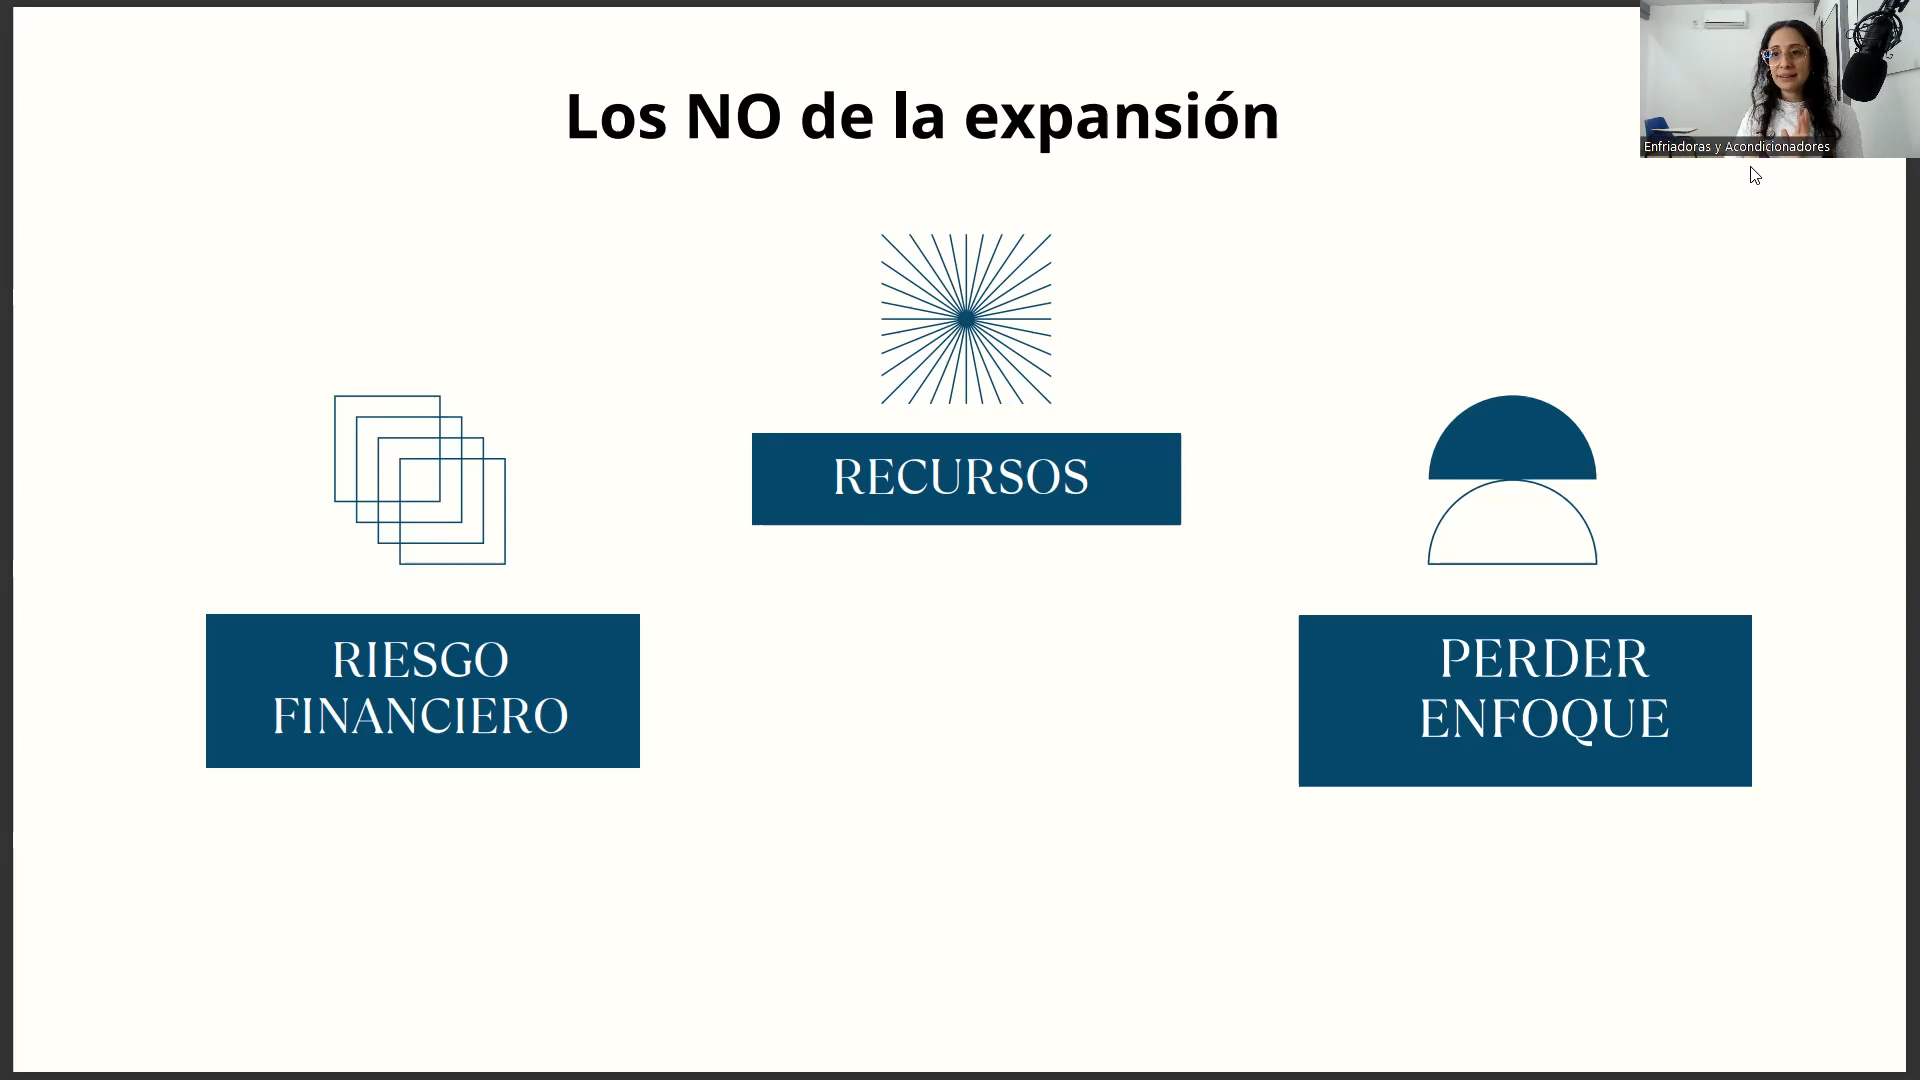 Los NO de la expansión
Enfriadoras y Acondicionadores
RECURSOS
RIESGO
FINANCIERO
PERDER
ENFOQUE